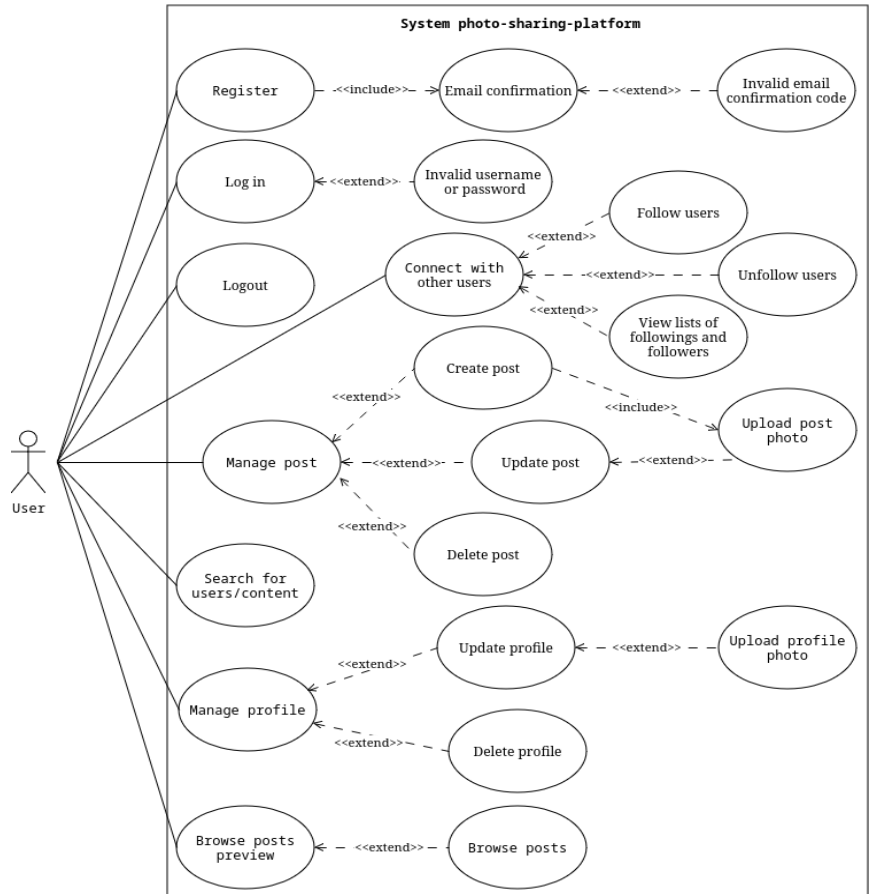 System photo-sharing-platform
Register
<<include>>
Email confirmation
<<extend>>
Invalid email
confirmation code
Log in
<<extend>>
Invalid username
or password
Follow users
<<extend>>
Connect with
other users
<<extend>>
Unfollow users
Logout
<<extend>>
View lists of
followings and
followers
Create post
<<extend>>
<<include>>
Upload post
photo
Manage post
<<extend>>
Update post
<<extend>>
User
<<extend>>
Delete post
Search for
users/content
Update profile
<<extend>>
Upload profile
photo
<<extend>>
Manage profile
<<extend>>
Delete profile
Browse posts
preview
<<extend>>
Browse posts